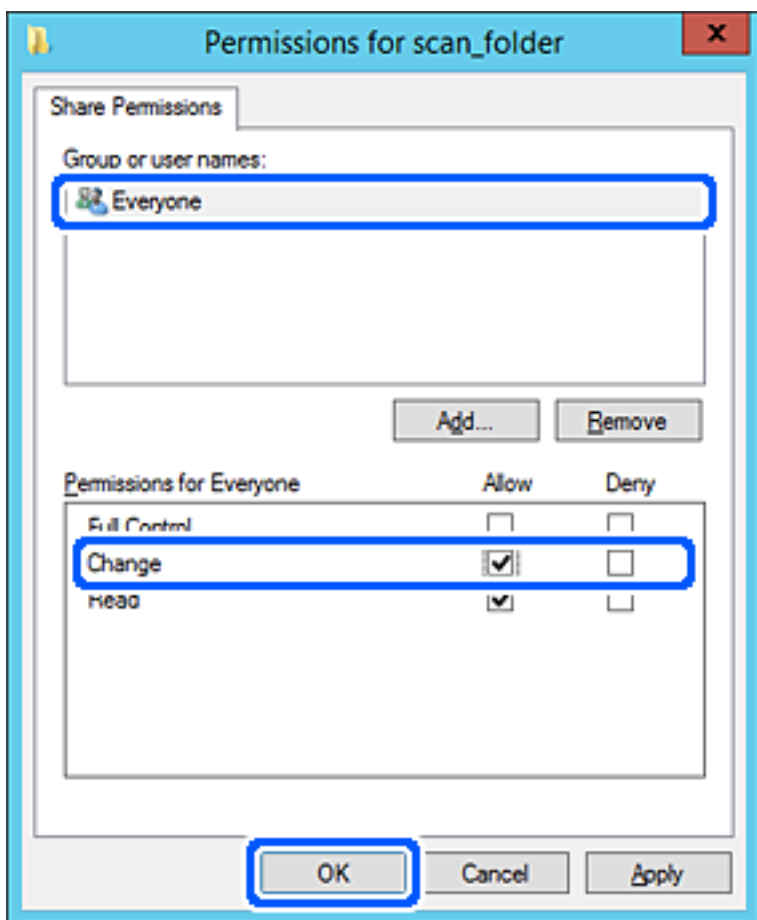 Permissions for scan_folder
x
Share Permissions
Group or user names:
Everyone
Add... Remove
Permissions for Everyone Allow Deny
Full Control
Change
Read
OK Cancel Apply